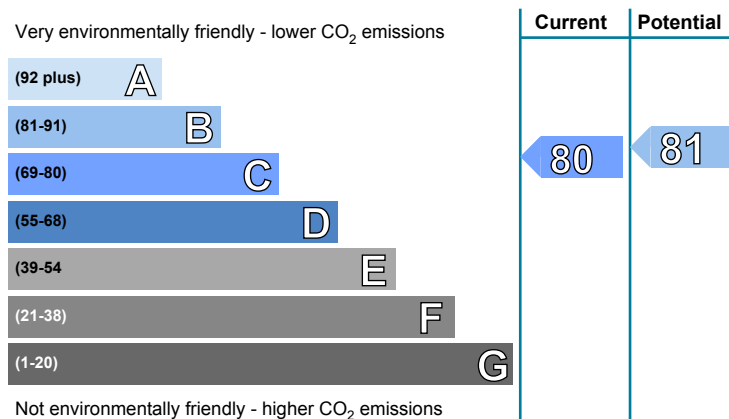 Current Potential
Very environmentally friendly - lower CO2 emissions
(92 plus) A
(81-91) B
(69-80) C
80
81
(55-68) D
(39-54 E
(21-38) F
(1-20) G
Not environmentally friendly - higher CO2 emissions